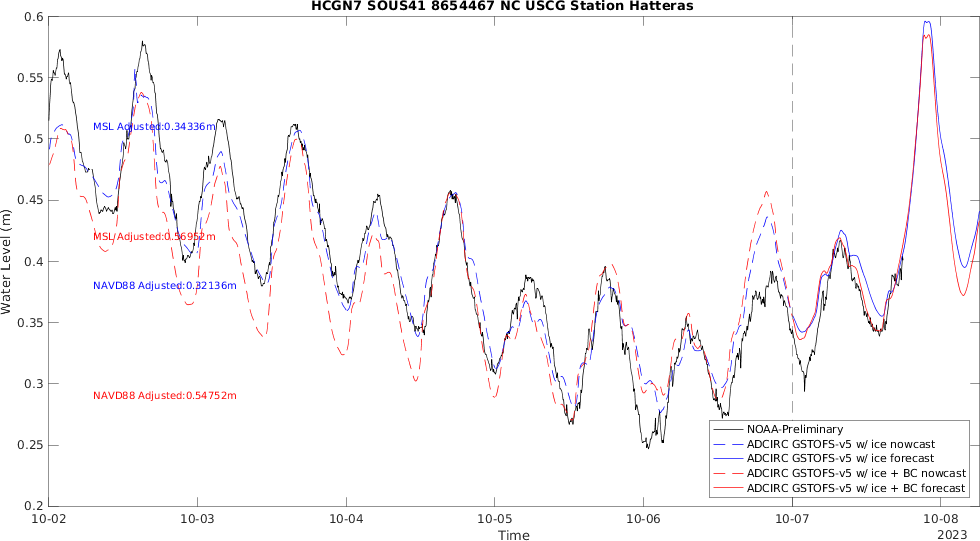 HCGN7 SOUS41 8654467 NC USCG Station Hatteras
0.6
0.55
0.5
0.45
0.4
0.35
0.3
0.25
0.2
Water Level (m)
MSL Adjusted:0.34336m
MSL Adjusted:0.56952m
NAVD88 Adjusted:0.32136m
NAVD88 Adjusted:0.54752m
NOAA-Preliminary
ADCIRC GSTOFS-v5 w/ ice nowcast
ADCIRC GSTOFS-v5 w/ ice forecast
ADCIRC GSTOFS-v5 w/ ice + BC nowcast
ADCIRC GSTOFS-v5 w/ ice + BC forecast
10-02 10-03 10-04 10-05 10-06 10-07 10-08
Time
2023